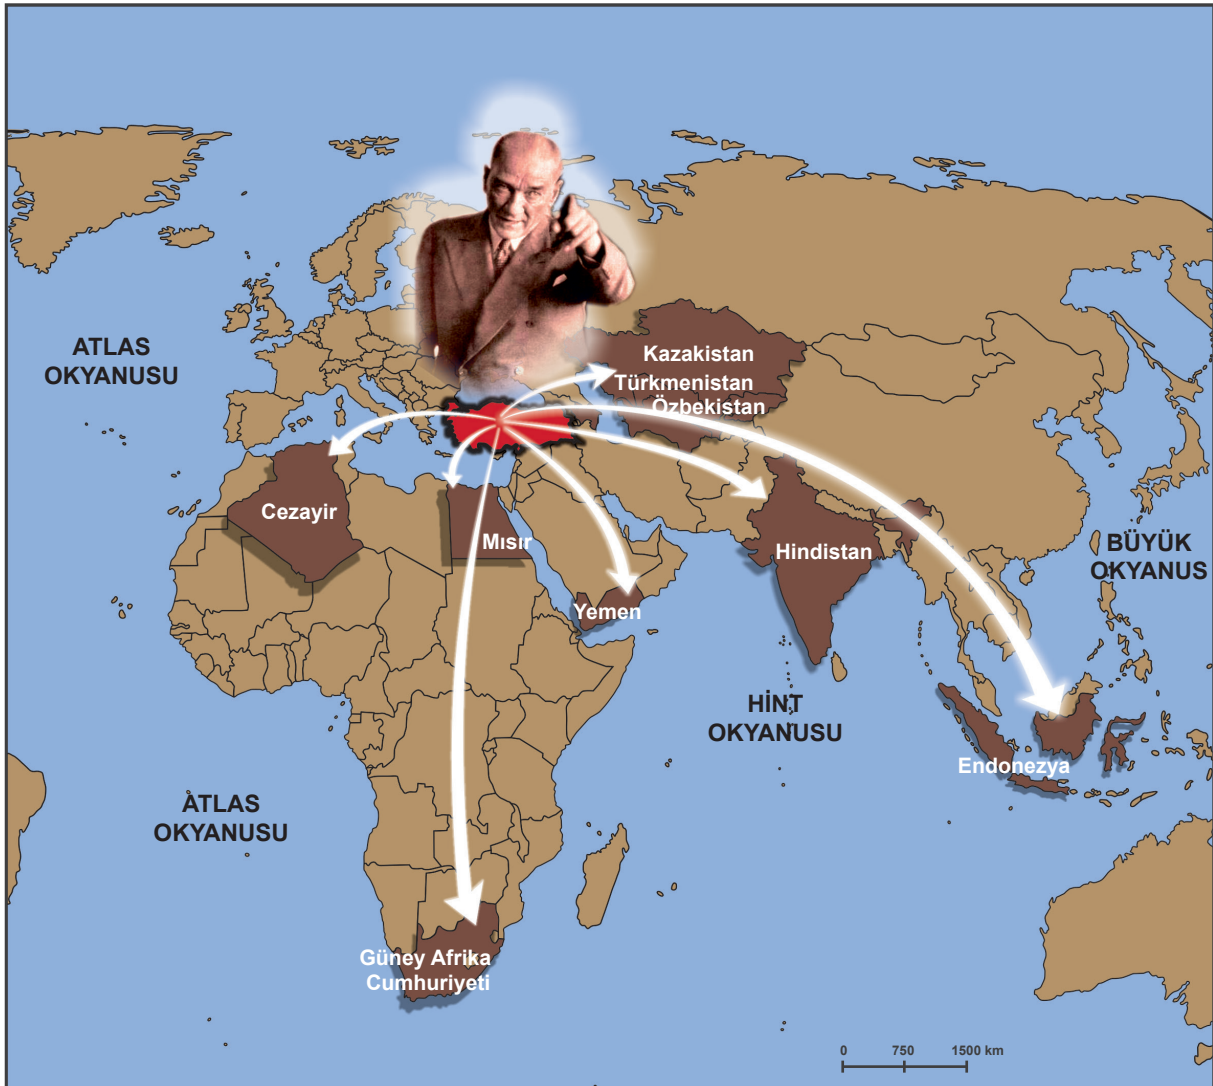 ATLAS
OKYANUSU
Kazakistan
Türkmenistan
Özbekistan
Cezayir
Mısır
Hindistan
BÜYÜK
OKYANUS
Yemen
HİNT
OKYANUSU
Endonezya
ATLAS
OKYANUSU
Güney Afrika
Cumhuriyeti
0 750 1500 km